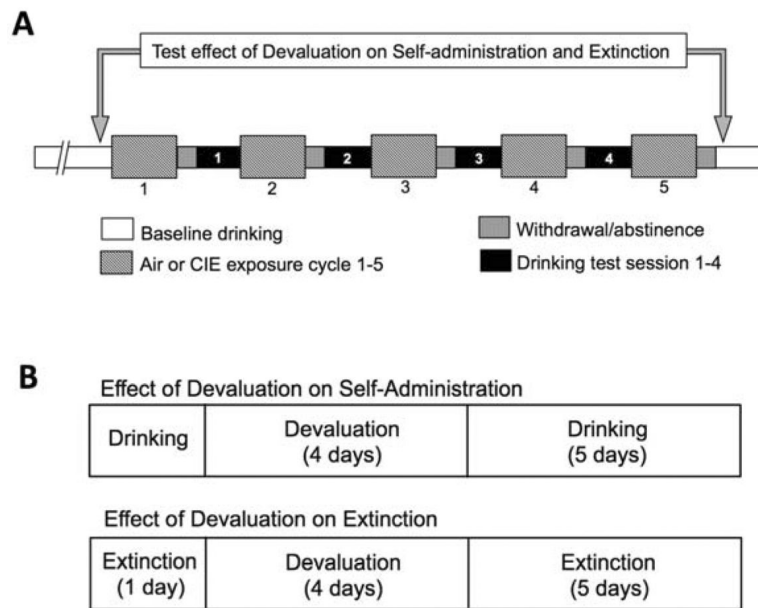 A
Test effect of Devaluation on Self-administration and Extinction
1 2 3 4
1 2 3 4 5
Baseline drinking
Withdrawal/abstinence
Air or CIE exposure cycle 1-5
Drinking test session 1-4
B
Effect of Devaluation on Self-Administration
Drinking
Devaluation
(4 days)
Drinking
(5 days)
Effect of Devaluation on Extinction
Extinction
(1 day)
Devaluation
(4 days)
Extinction
(5 days)